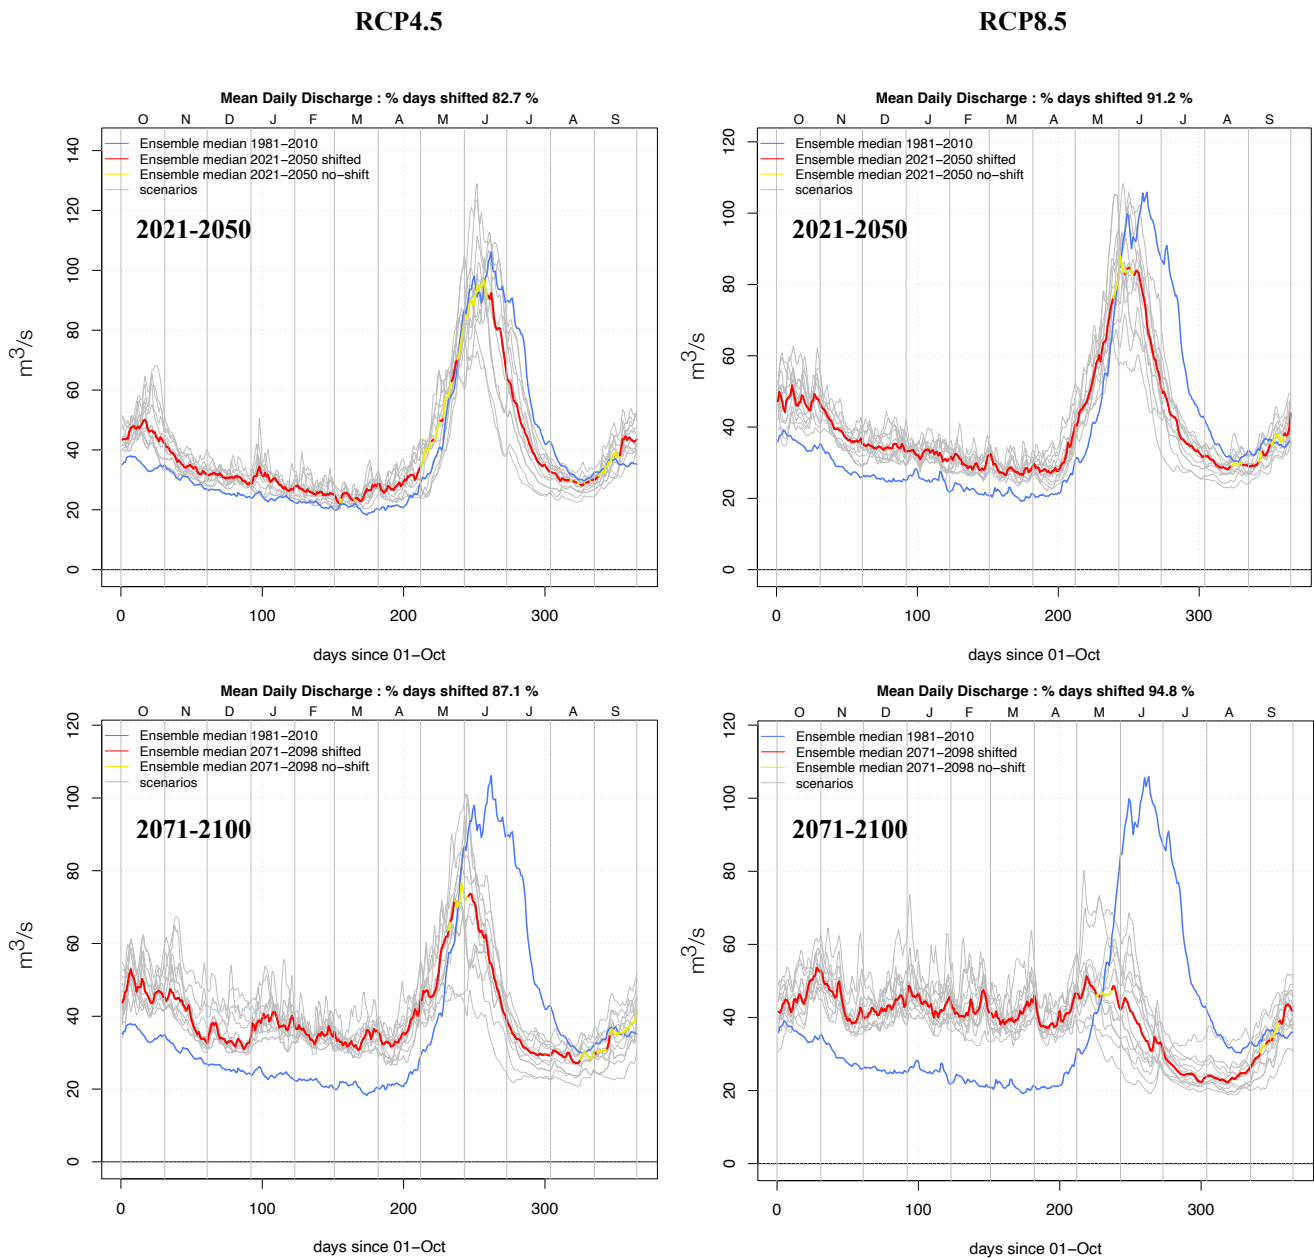 RCP4.5
RCP8.5
Mean Daily Discharge : % days shifted 82.7 %
O N D J F M A M J J A S
Ensemble median 1981−2010
Ensemble median 2021−2050 shifted
Ensemble median 2021−2050 no−shift
scenarios
2021-2050
140
120
100
80
60
40
20
0
m³/s
0 100 200 300
days since 01−Oct
Mean Daily Discharge : % days shifted 91.2 %
O N D J F M A M J J A S
Ensemble median 1981−2010
Ensemble median 2021−2050 shifted
Ensemble median 2021−2050 no−shift
scenarios
2021-2050
120
100
80
60
40
20
0
m³/s
0 100 200 300
days since 01−Oct
Mean Daily Discharge : % days shifted 87.1 %
O N D J F M A M J J A S
Ensemble median 1981−2010
Ensemble median 2071−2098 shifted
Ensemble median 2071−2098 no−shift
scenarios
2071-2100
120
100
80
60
40
20
0
m³/s
0 100 200 300
days since 01−Oct
Mean Daily Discharge : % days shifted 94.8 %
O N D J F M A M J J A S
Ensemble median 1981−2010
Ensemble median 2071−2098 shifted
Ensemble median 2071−2098 no−shift
scenarios
2071-2100
120
100
80
60
40
20
0
m³/s
0 100 200 300
days since 01−Oct